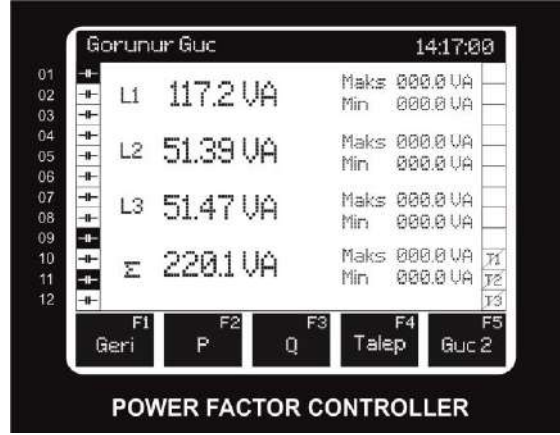 Gorunur Guc 14:17:00
01
02
03
04
05
06
07
08
09
10
11
12
L1 117.2 VA Maks 000.0 VA
Min 000.0 VA
L2 51.39 VA Maks 000.0 VA
Min 000.0 VA
L3 51.47 VA Maks 000.0 VA
Min 000.0 VA
Σ 220.1 VA Maks 000.0 VA
Min 000.0 VA
T1
T2
T3
F1 F2 F3 F4 F5
Geri P Q Talep Guc 2
POWER FACTOR CONTROLLER